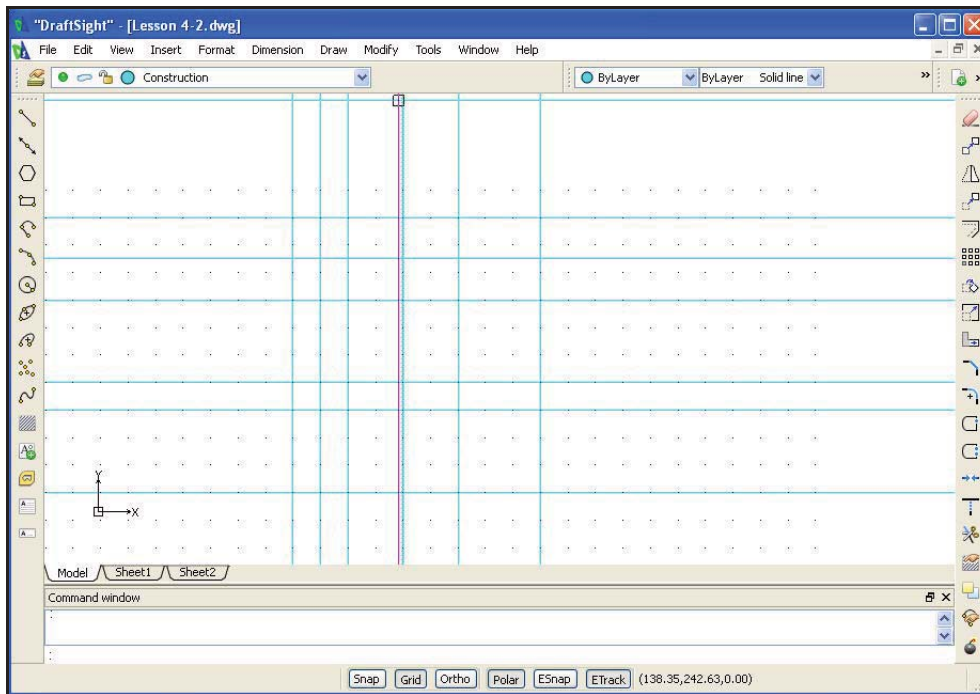 "DraftSight" - [Lesson 4-2.dwg]
File Edit View Insert Format Dimension Draw Modify Tools Window Help
Construction ByLayer ByLayer Solid line »
Y
X
A
A
A
Model Sheet1 Sheet2
Command window
:
:
Snap Grid Ortho Polar ESnap ETrack (138.35,242.63,0.00)